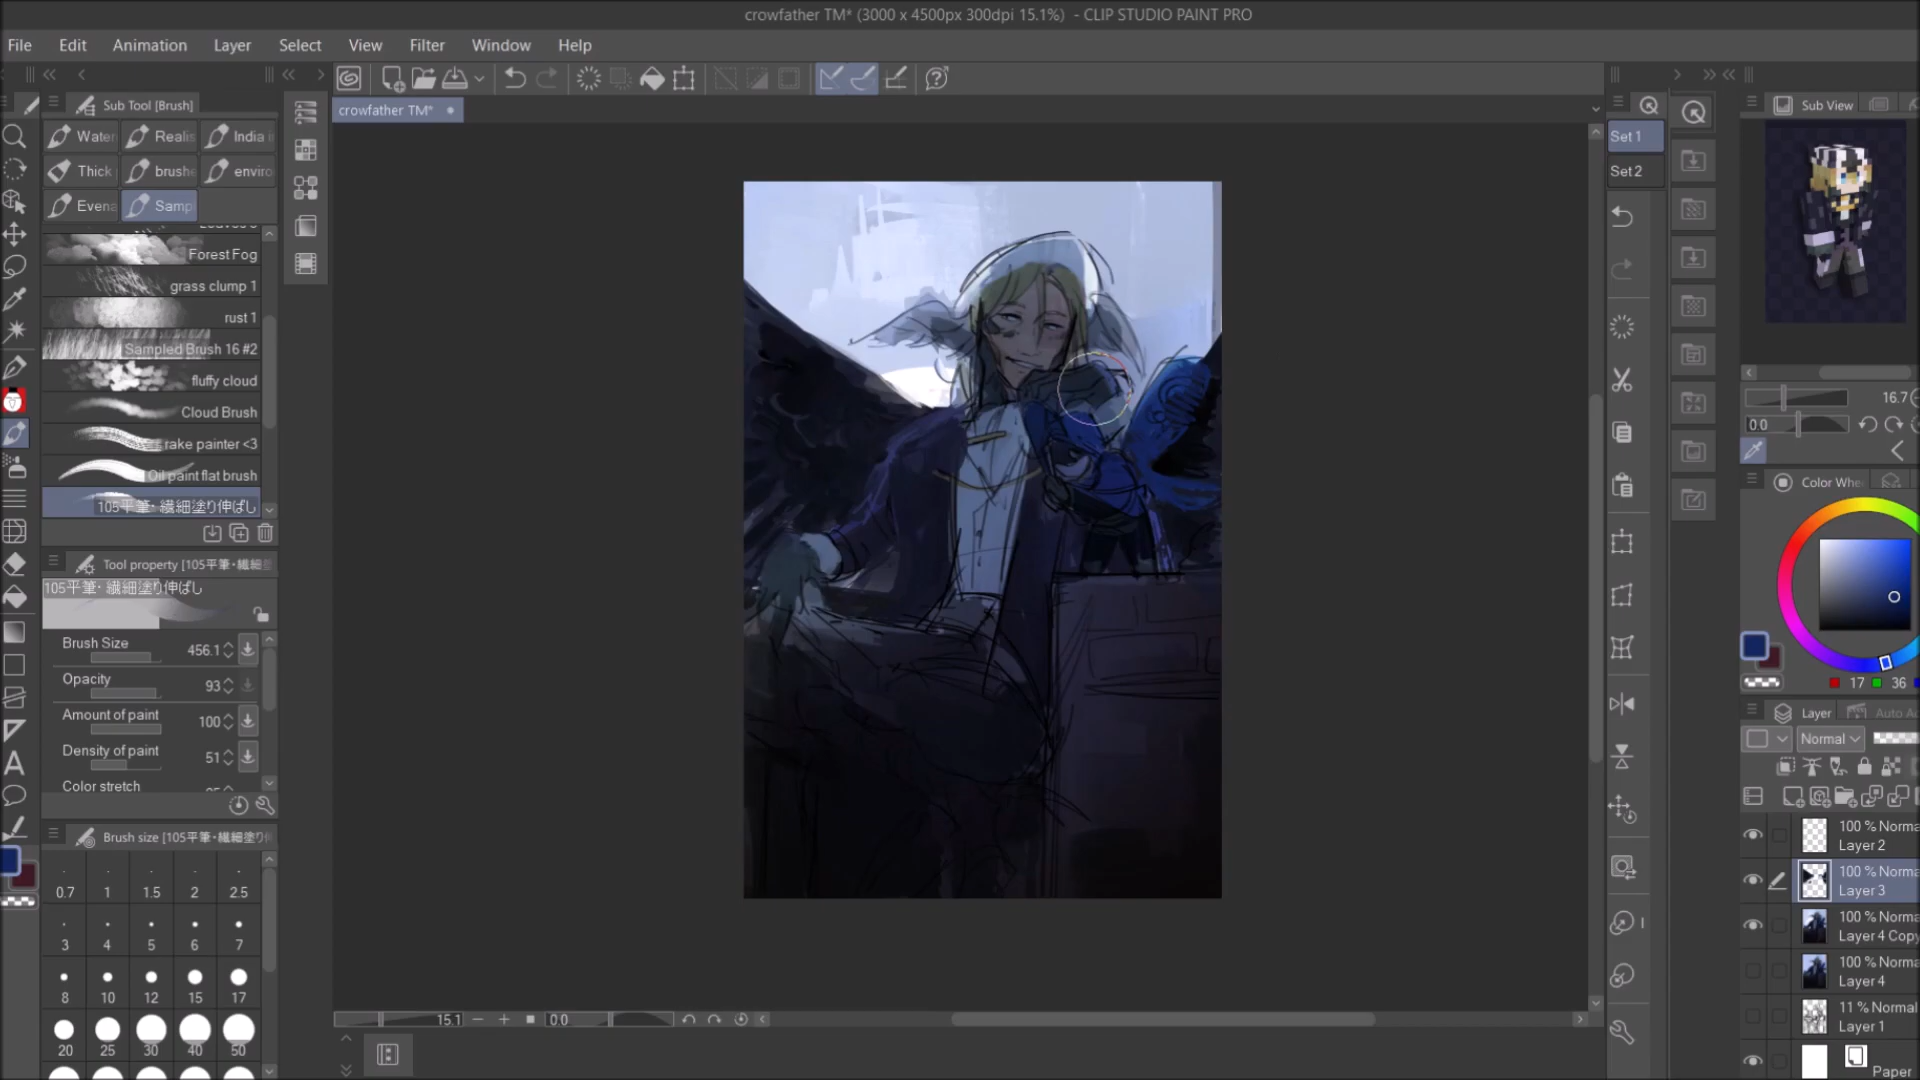 crowfather TM* (3000 x 4500px 300dpi 15.1%) - CLIP STUDIO PAINT PRO
File Edit Animation Layer Select View Filter Window Help
Sub Tool [Brush]
crowfather TM*
Sub View
Water Realis India i
Thick brushe enviro
Evena Samp
Set 1
Set 2
Forest Fog
grass clump 1
rust 1
Sampled Brush 16 #2
fluffy cloud
Cloud Brush
rake painter <3
Oil paint flat brush
105平筆・繊細塗り伸ばし
Tool property [105平筆・繊細
105平筆・繊細塗り伸ばし
Brush Size 456.1
Opacity 93
Amount of paint 100
Density of paint 51
Color stretch
Brush size [105平筆・繊細塗り
0.7 1 1.5 2 2.5
3 4 5 6 7
8 10 12 15 17
20 25 30 40 50
15.1 0.0
16.7
0.0
Color Whe
17 36
Layer Auto Ac
Normal
100 % Norma
Layer 2
100 % Norma
Layer 3
100 % Norma
Layer 4 Copy
100 % Norma
Layer 4
11 % Normal
Layer 1
Paper